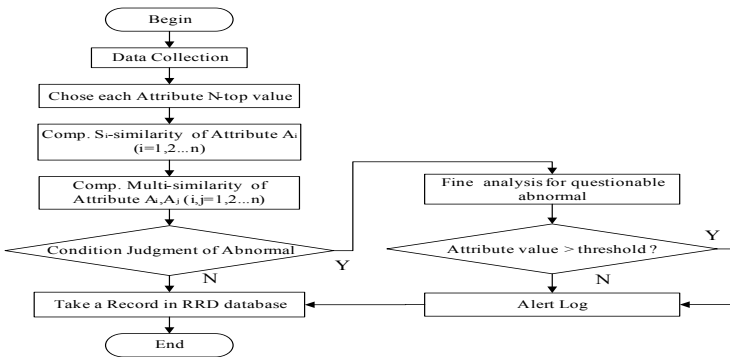 Begin
Data Collection
Chose each Attribute N-top value
Comp. Si-similarity of Attribute Ai
(i=1,2...n)
Comp. Multi-similarity of
Attribute Ai,Aj (i,j=1,2...n)
Condition Judgment of Abnormal
Y
N
Take a Record in RRD database
End
Fine analysis for questionable
abnormal
Attribute value > threshold ?
Y
N
Alert Log